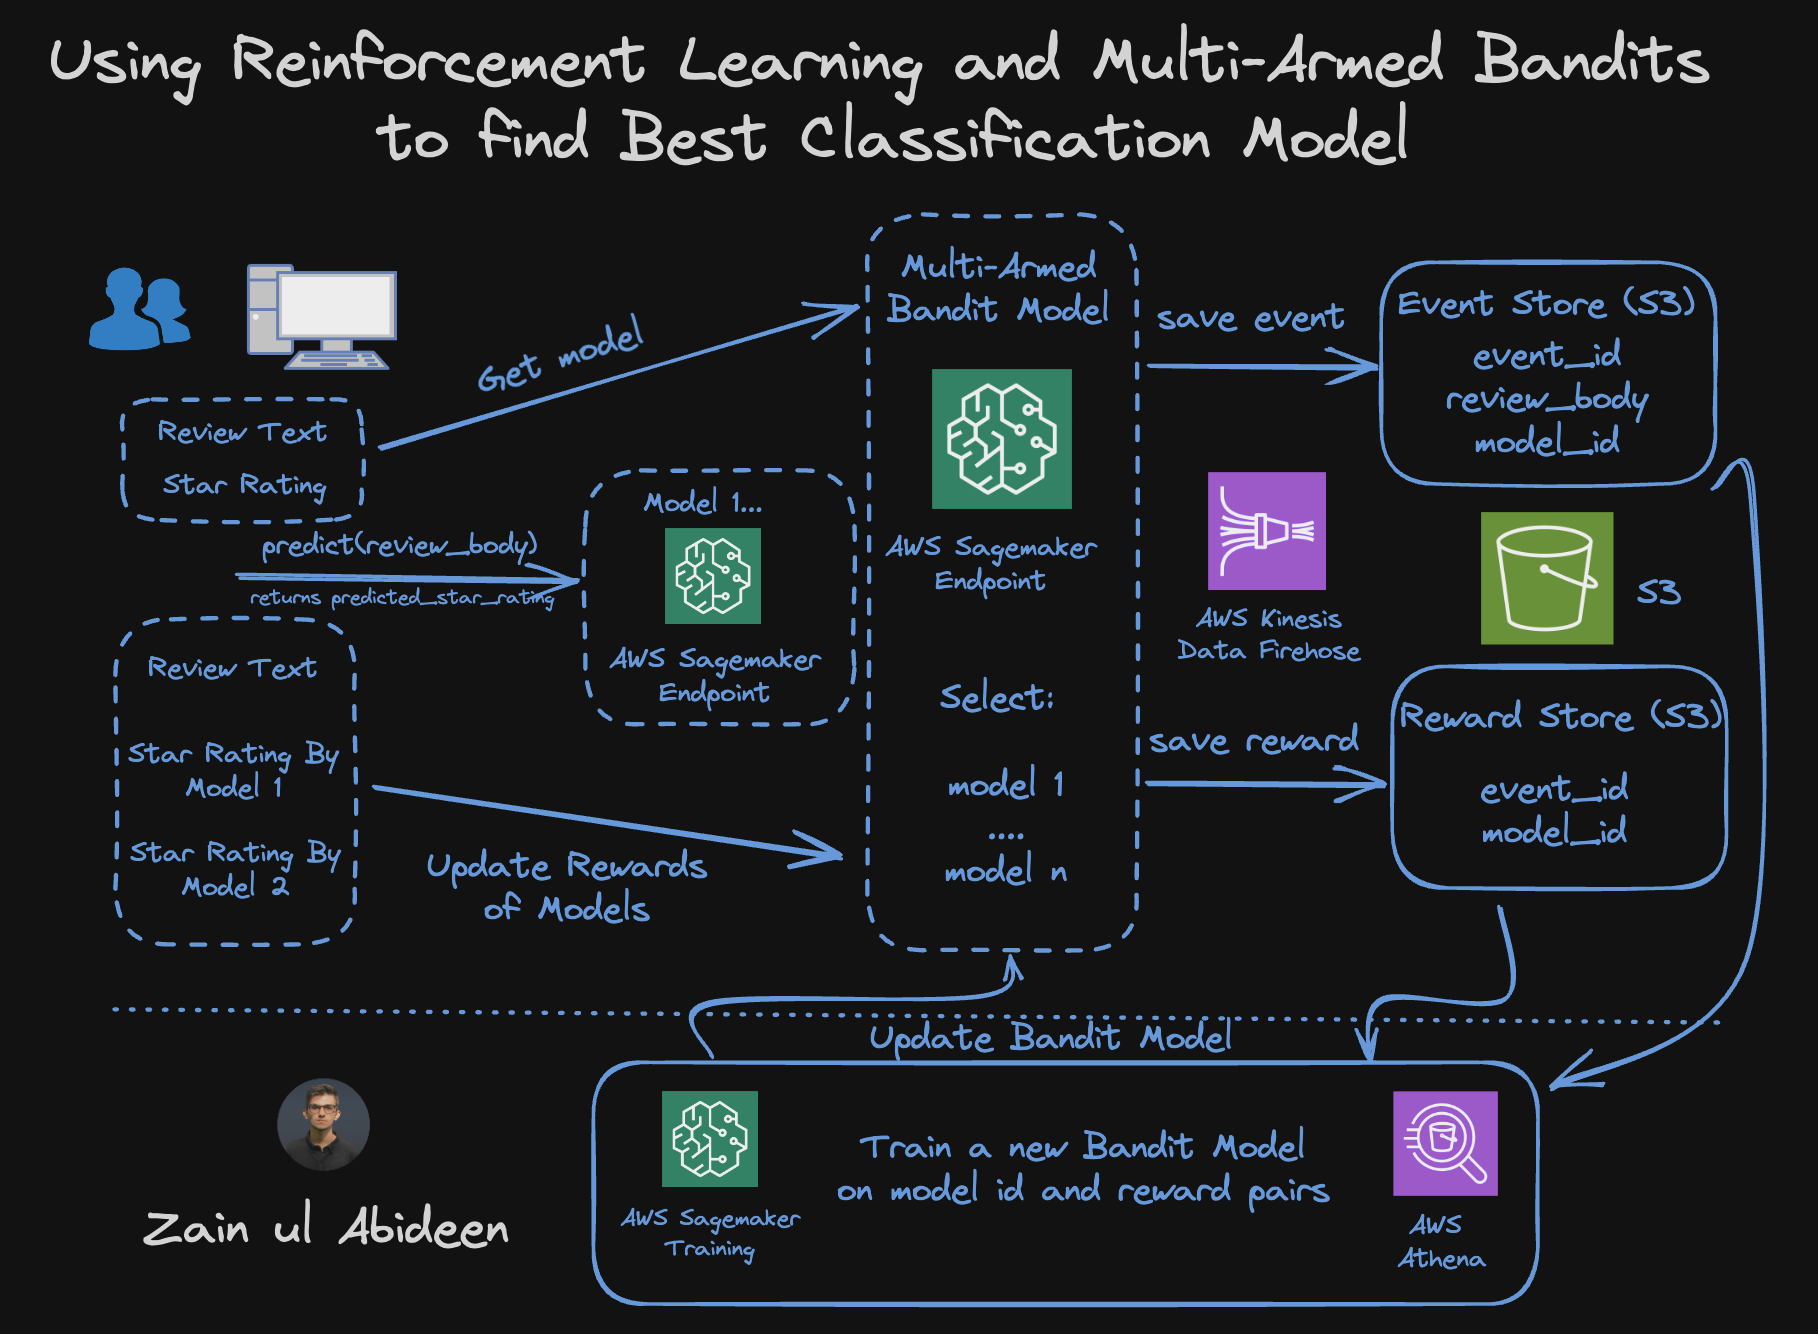 Using Reinforcement Learning and Multi-Armed Bandits
to find Best Classification Model
Review Text
Star Rating
Get model
predict(review_body)
returns predicted_star_rating
Model 1...
AWS Sagemaker
Endpoint
Review Text
Star Rating By
Model 1
Star Rating By
Model 2
Update Rewards
of Models
Multi-Armed
Bandit Model
AWS Sagemaker
Endpoint
Select:
model 1
....
model n
save event
Event Store (S3)
event_id
review_body
model_id
AWS Kinesis
Data Firehose
S3
save reward
Reward Store (S3)
event_id
model_id
Update Bandit Model
AWS Sagemaker
Training
Train a new Bandit Model
on model id and reward pairs
AWS
Athena
Zain ul Abideen